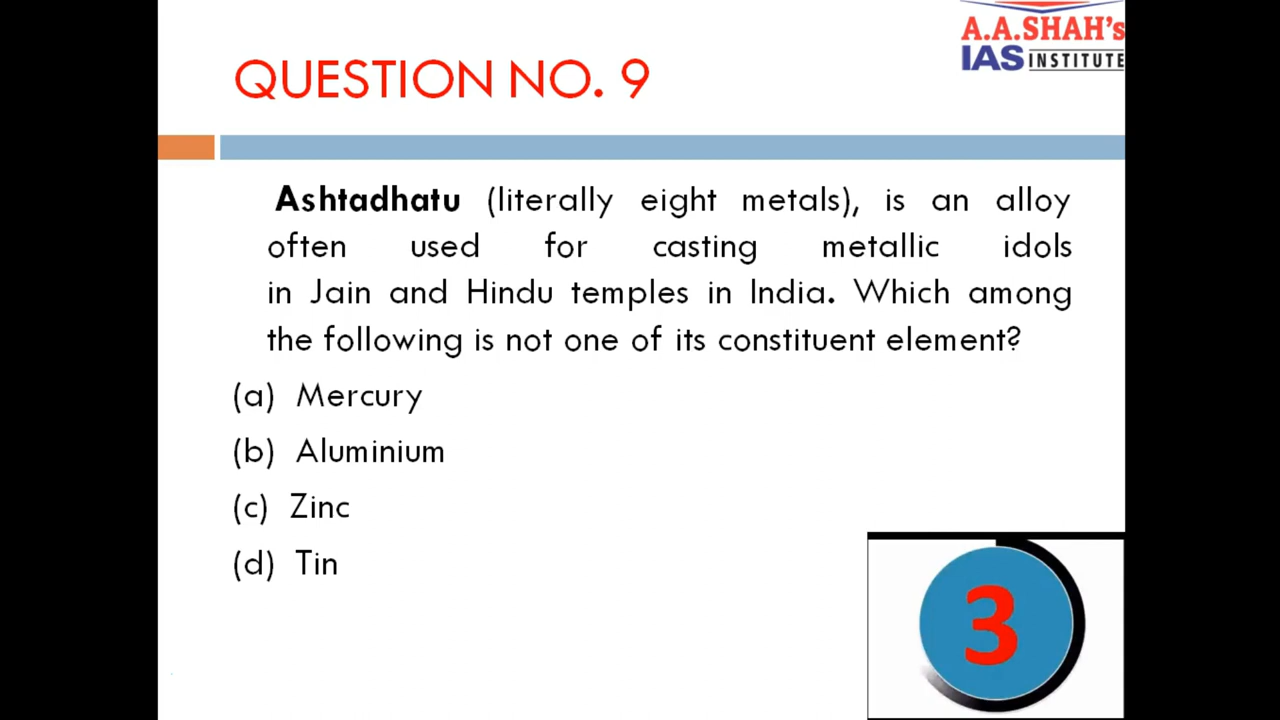 A.A.SHAH's
IAS INSTITUTE
QUESTION NO. 9
Ashtadhatu (literally eight metals), is an alloy
often used for casting metallic idols
in Jain and Hindu temples in India. Which among
the following is not one of its constituent element?
(a) Mercury
(b) Aluminium
(c) Zinc
(d) Tin
3